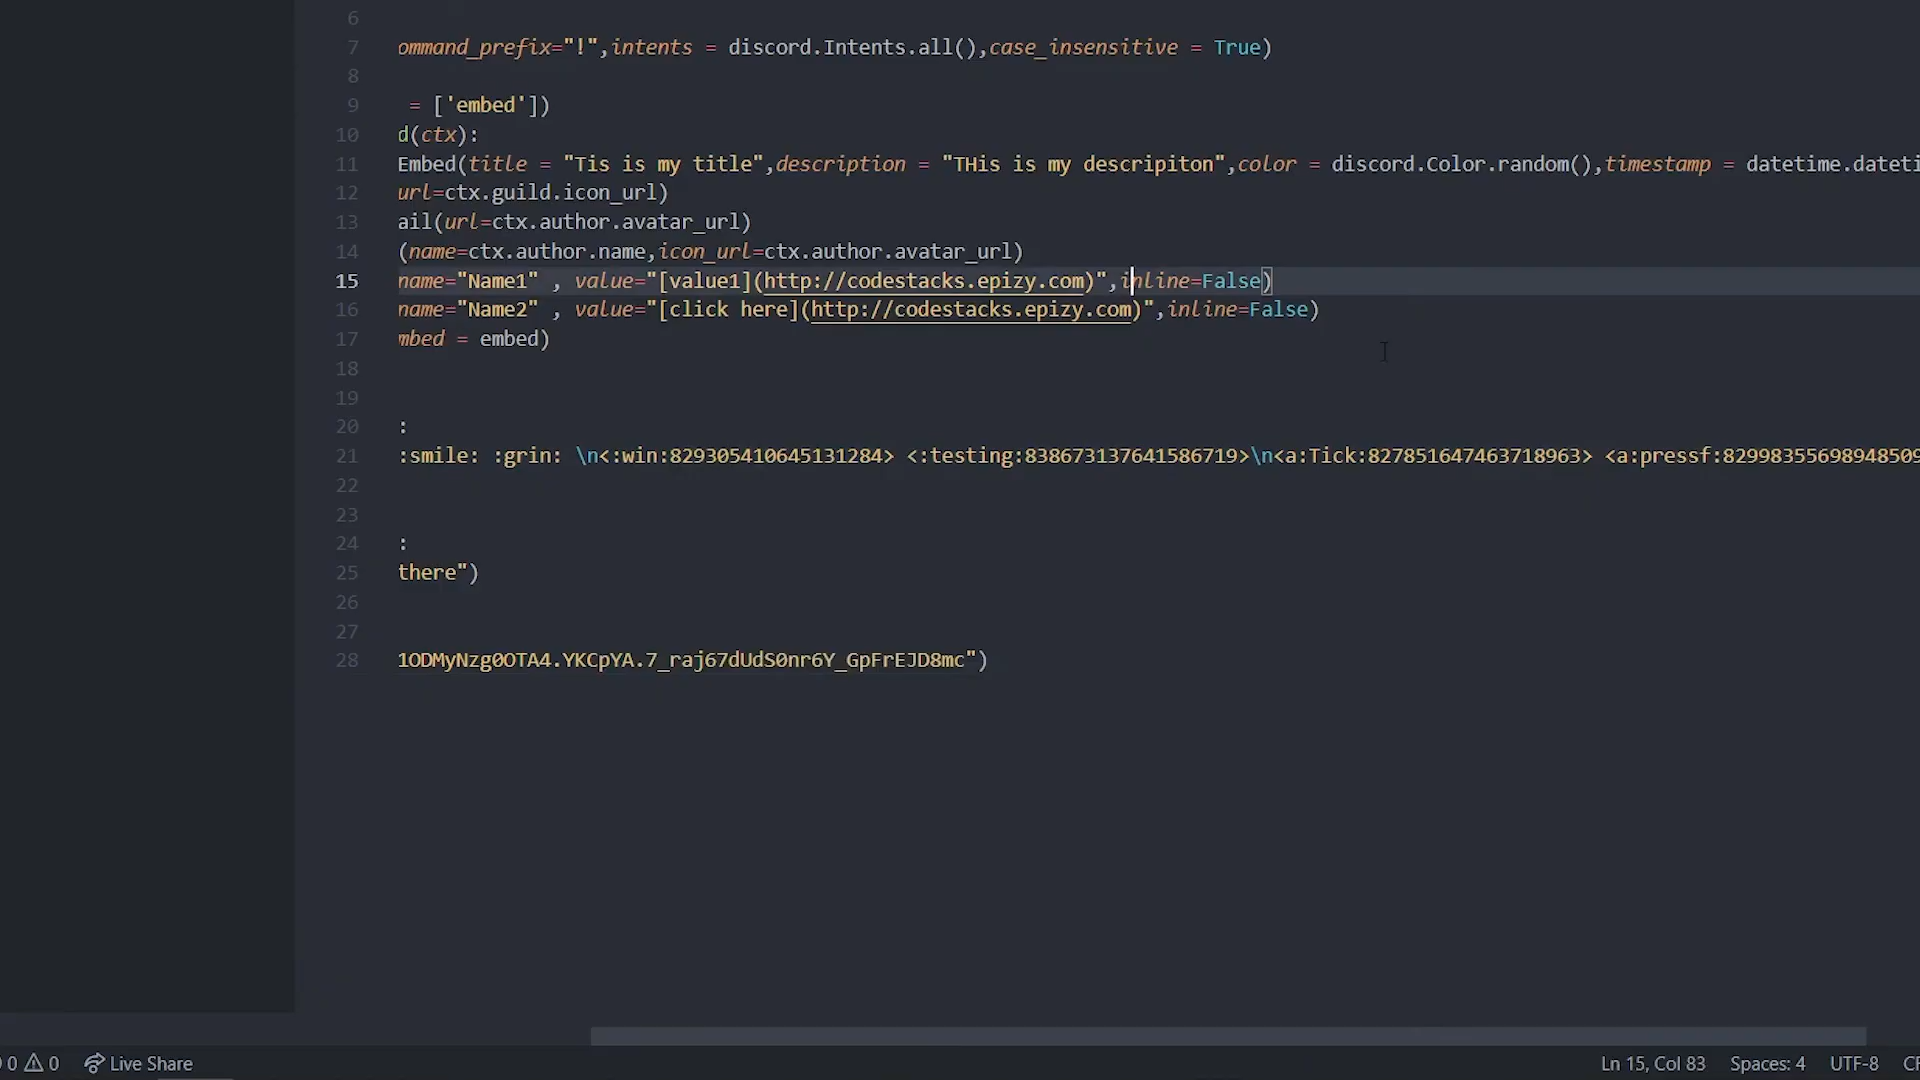 6
7 ommand_prefix="!",intents = discord.Intents.all(),case_insensitive = True)
8
9 = ['embed'])
10 d(ctx):
11 Embed(title = "Tis is my title",description = "THis is my descripiton",color = discord.Color.random(),timestamp = datetime.dateti
12 url=ctx.guild.icon_url)
13 ail(url=ctx.author.avatar_url)
14 (name=ctx.author.name,icon_url=ctx.author.avatar_url)
15 name="Name1" , value="[value1](http://codestacks.epizy.com)",inline=False)
16 name="Name2" , value="[click here](http://codestacks.epizy.com)",inline=False)
17 mbed = embed)
18
19
20 :
21 :smile: :grin: \n<:win:829305410645131284> <:testing:838673137641586719>\n<a:Tick:827851647463718963> <a:pressf:82998355698948509
22
23
24 :
25 there")
26
27
28 1ODMyNzg0OTA4.YKCpYA.7_raj67dUdS0nr6Y_GpFrEJD8mc")
0 0 Live Share Ln 15, Col 83 Spaces: 4 UTF-8